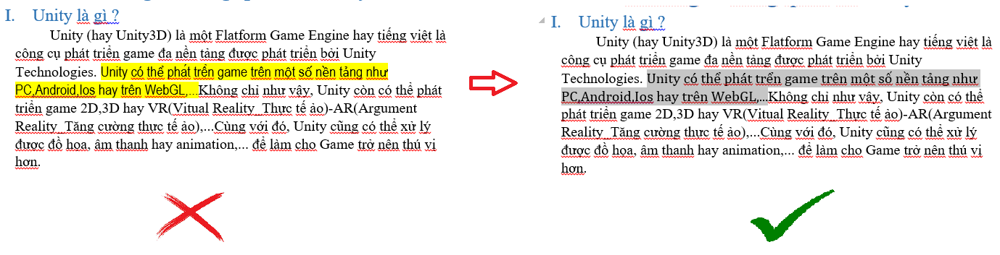 I. Unity là gì ?
Unity (hay Unity3D) là một Flatform Game Engine hay tiếng việt là
công cụ phát triển game đa nền tảng được phát triển bởi Unity
Technologies. Unity có thể phát trển game trên một số nền tảng như
PC,Android,Ios hay trên WebGL,...Không chỉ như vậy, Unity còn có thể phát
triển game 2D,3D hay VR(Vitual Reality_Thực tế ảo)-AR(Argument
Reality_Tăng cường thực tế ảo),...Cùng với đó, Unity cũng có thể xử lý
được đồ họa, âm thanh hay animation,... để làm cho Game trở nên thú vị
hơn.
I. Unity là gì ?
Unity (hay Unity3D) là một Flatform Game Engine hay tiếng việt là
công cụ phát triển game đa nền tảng được phát triển bởi Unity
Technologies. Unity có thể phát trển game trên một số nền tảng như
PC,Android,Ios hay trên WebGL,...Không chỉ như vậy, Unity còn có thể
phát triển game 2D,3D hay VR(Vitual Reality_Thực tế ảo)-AR(Argument
Reality_Tăng cường thực tế ảo),...Cùng với đó, Unity cũng có thể xử lý
được đồ họa, âm thanh hay animation,... để làm cho Game trở nên thú vị
hơn.